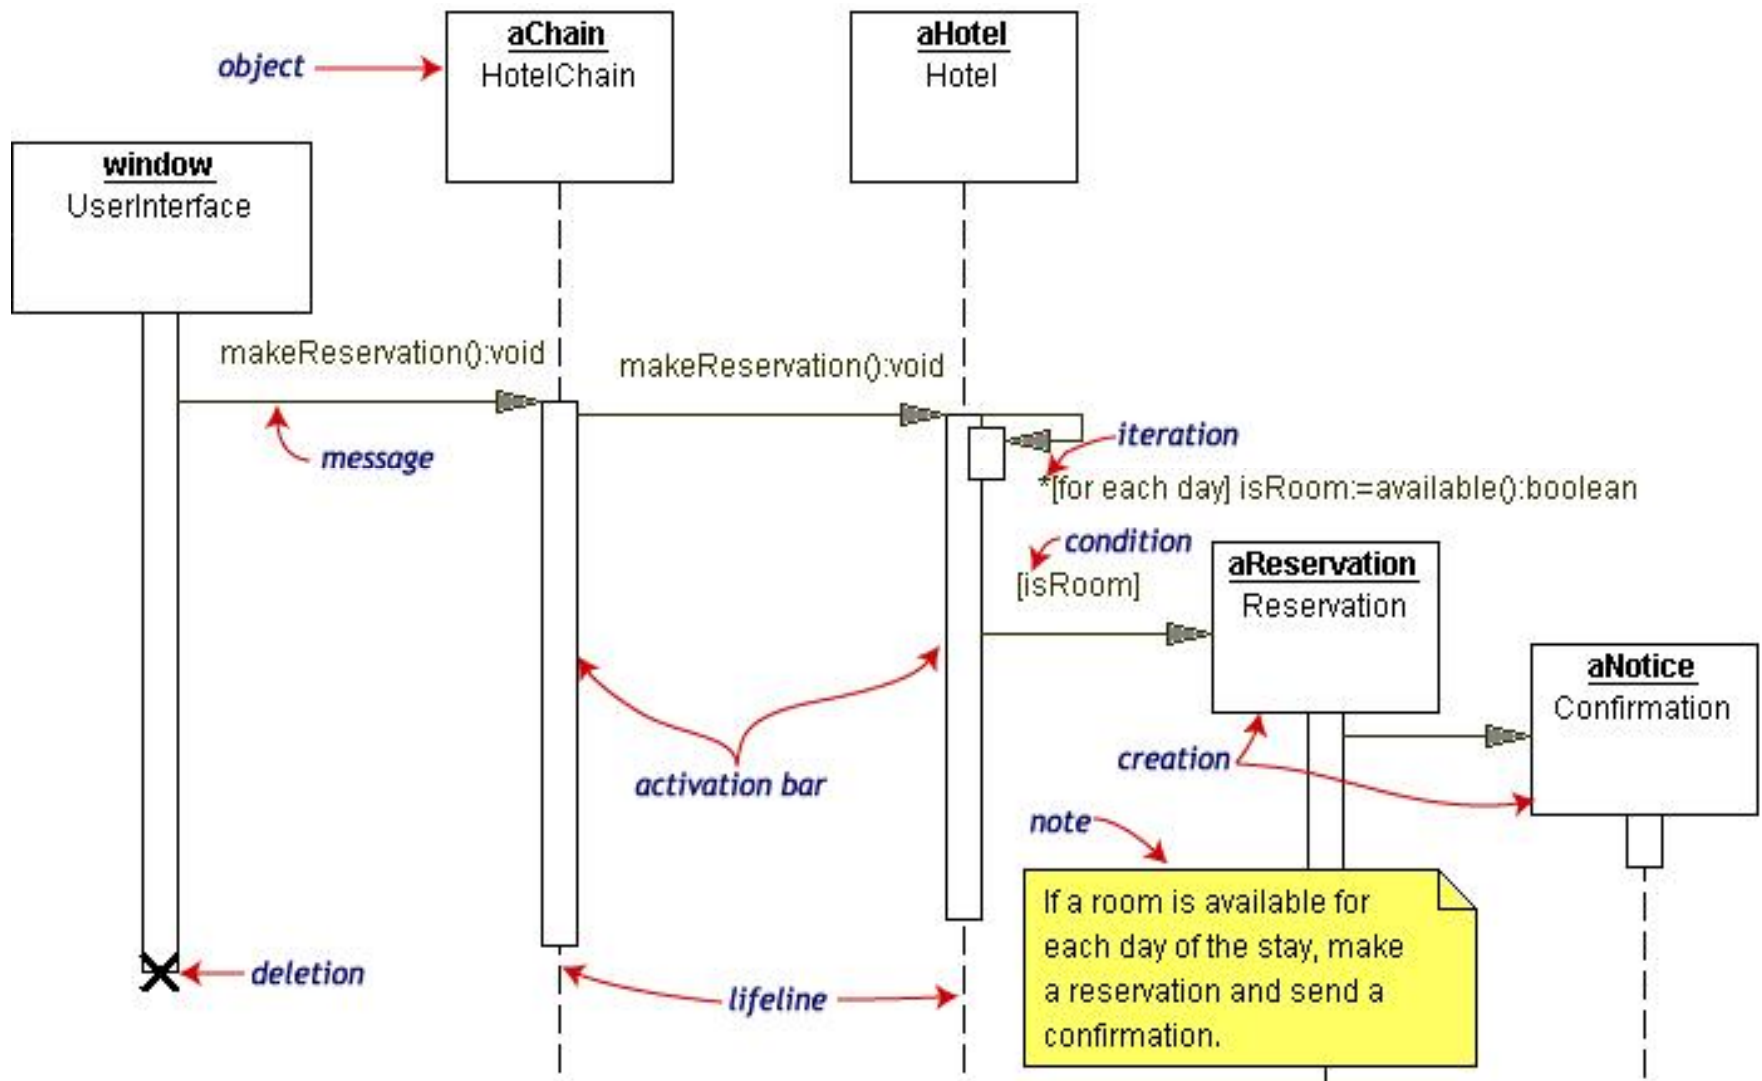 object
aChain
HotelChain
aHotel
Hotel
window
UserInterface
makeReservation():void
makeReservation():void
message
iteration
*[for each day] isRoom:=available():boolean
condition
[isRoom]
aReservation
Reservation
aNotice
Confirmation
activation bar
creation
note
If a room is available for
each day of the stay, make
a reservation and send a
confirmation.
deletion
lifeline